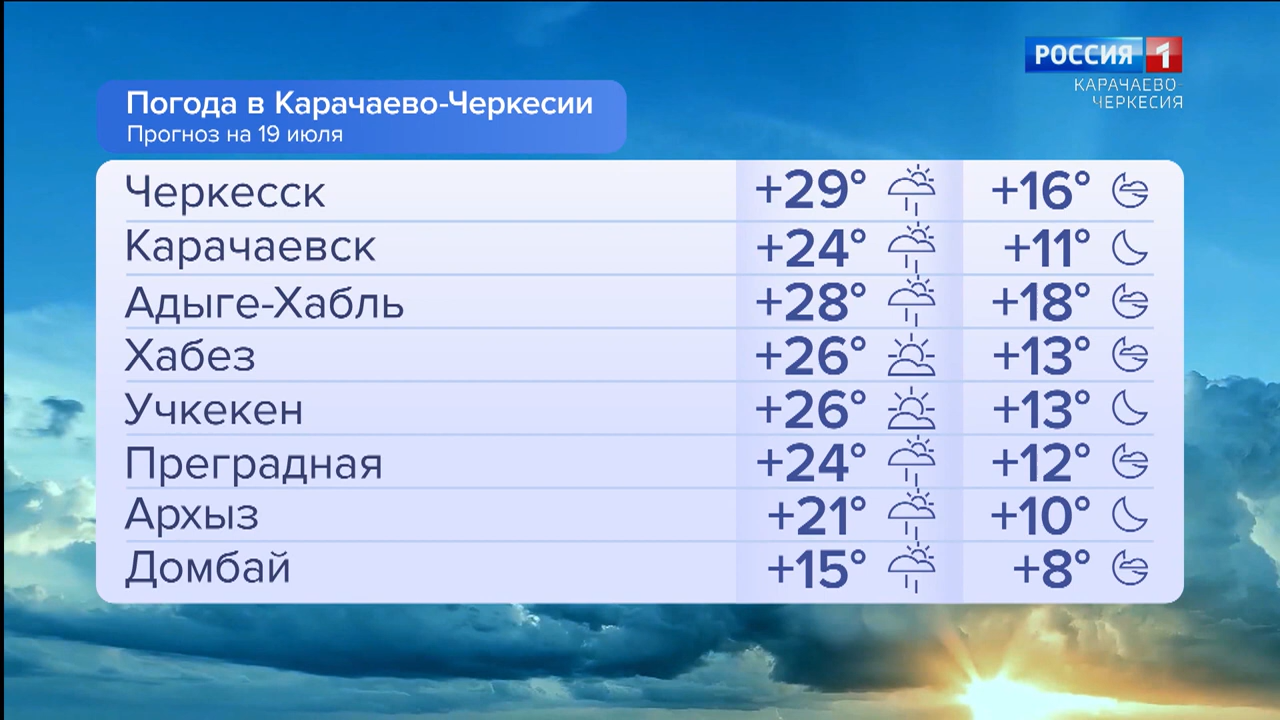 РОССИЯ 1
КАРАЧАЕВО-
ЧЕРКЕСИЯ
Погода в Карачаево-Черкесии
Прогноз на 19 июля
Черкесск +29° +16°
Карачаевск +24° +11°
Адыге-Хабль +28° +18°
Хабез +26° +13°
Учкекен +26° +13°
Преградная +24° +12°
Архыз +21° +10°
Домбай +15° +8°